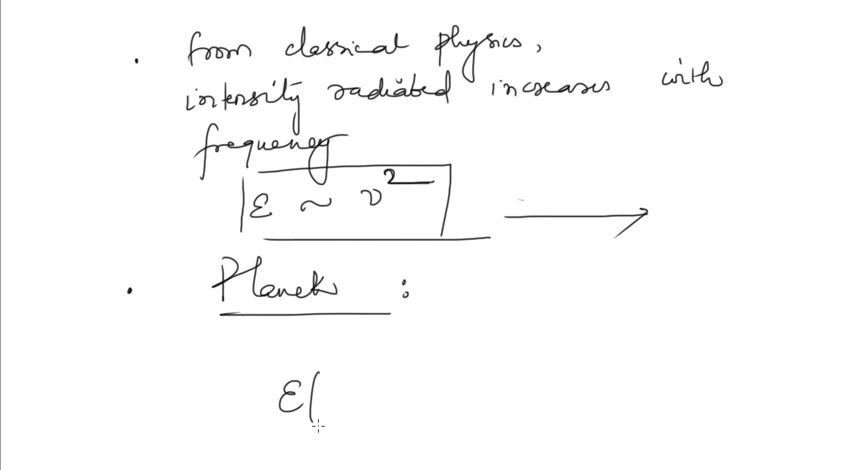 . from classical physics,
intensity radiated increases with
frequency
ε ~ ν²
. Planck :
ε(